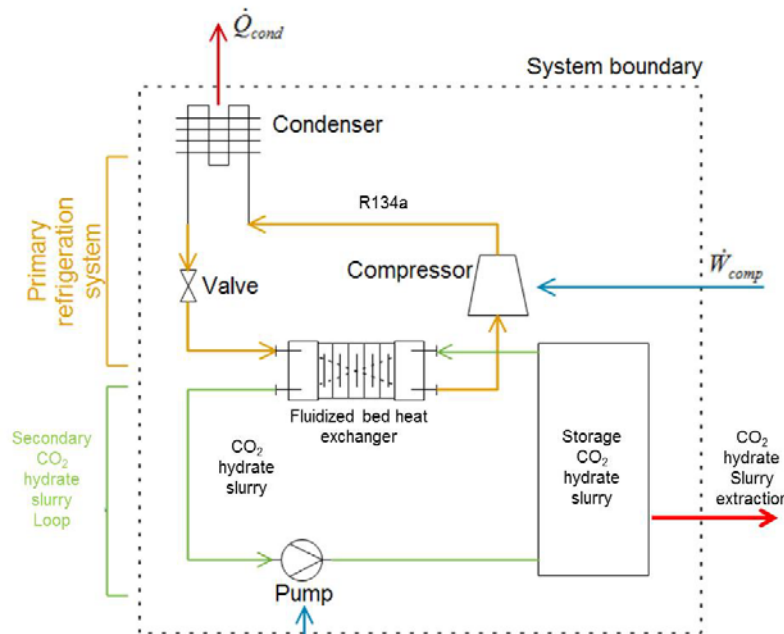 Q̇cond
System boundary
Condenser
R134a
Primary
refrigeration
system
Compressor
Ẇcomp
Valve
Fluidized bed heat
exchanger
Secondary
CO₂
hydrate
slurry
Loop
CO₂
hydrate
slurry
Storage
CO₂
hydrate
slurry
CO₂
hydrate
Slurry
extraction
Pump